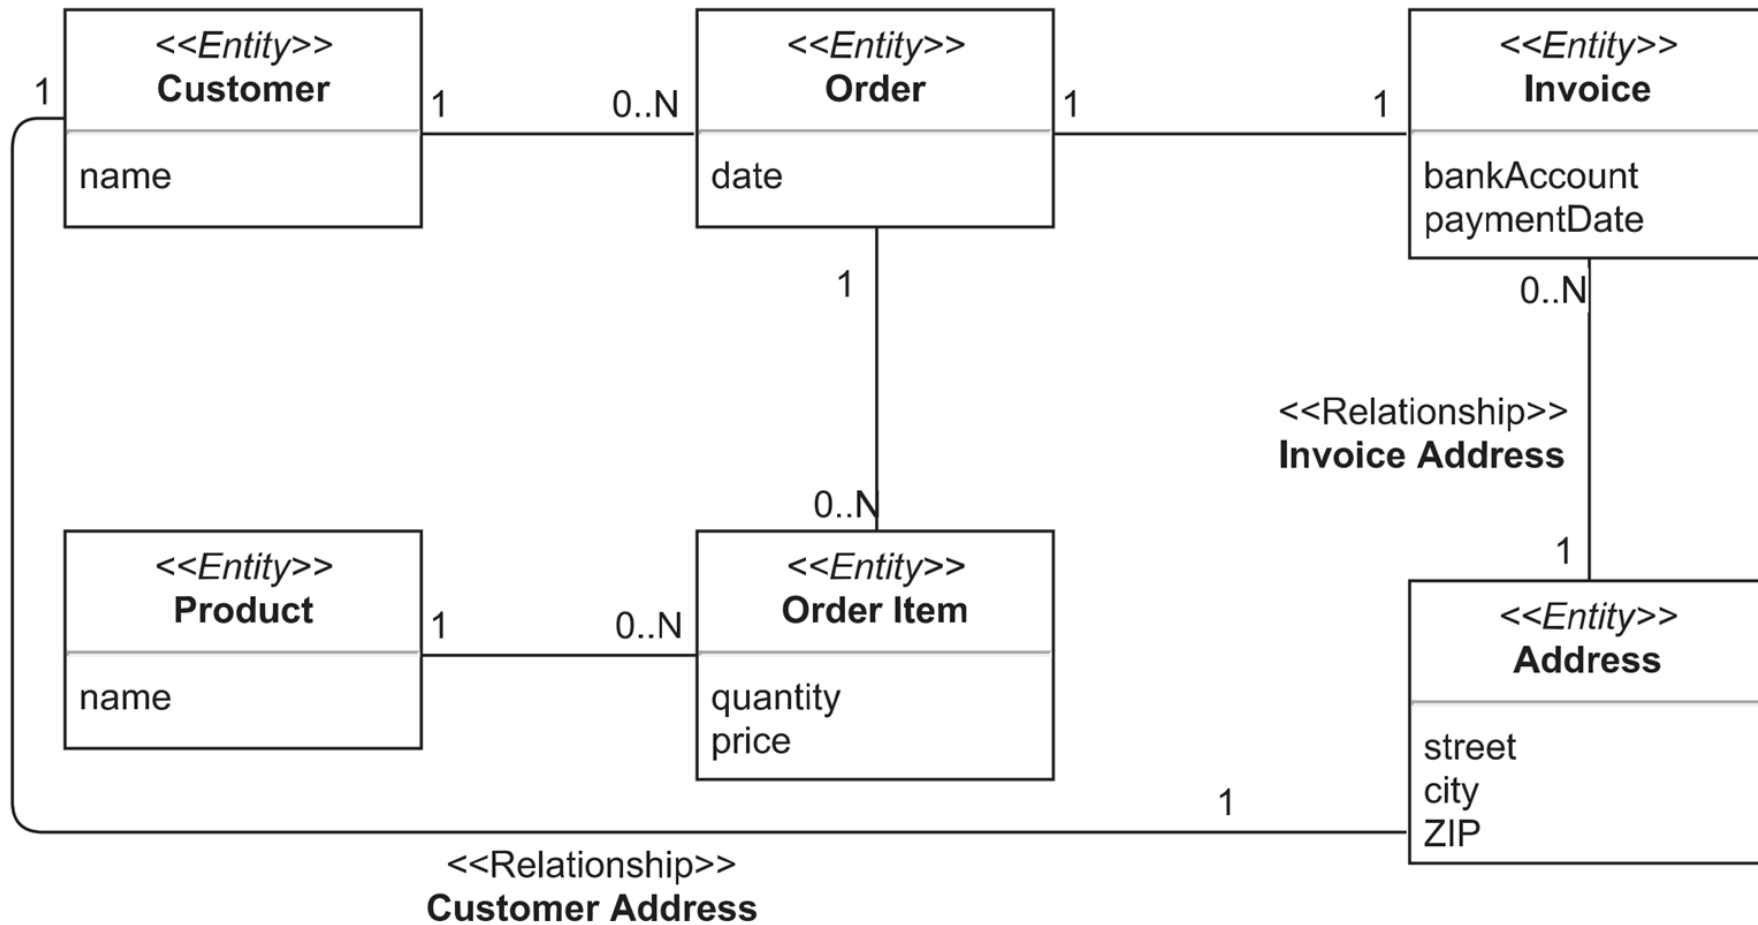 <<Entity>>
Customer
name
1
1
0..N
<<Entity>>
Order
date
1
1
<<Entity>>
Invoice
bankAccount
paymentDate
1
0..N
0..N
<<Relationship>>
Invoice Address
1
<<Entity>>
Product
name
1
0..N
<<Entity>>
Order Item
quantity
price
<<Entity>>
Address
street
city
ZIP
1
<<Relationship>>
Customer Address